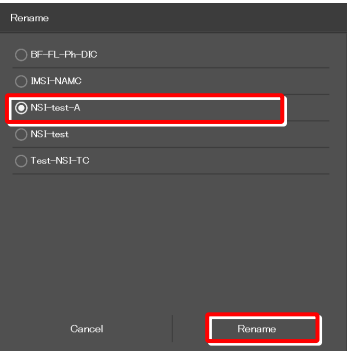 Rename
BF-FL-Ph-DIC
IMSI-NAMC
NSI-test-A
NSI-test
Test-NSI-TC
Cancel
Rename